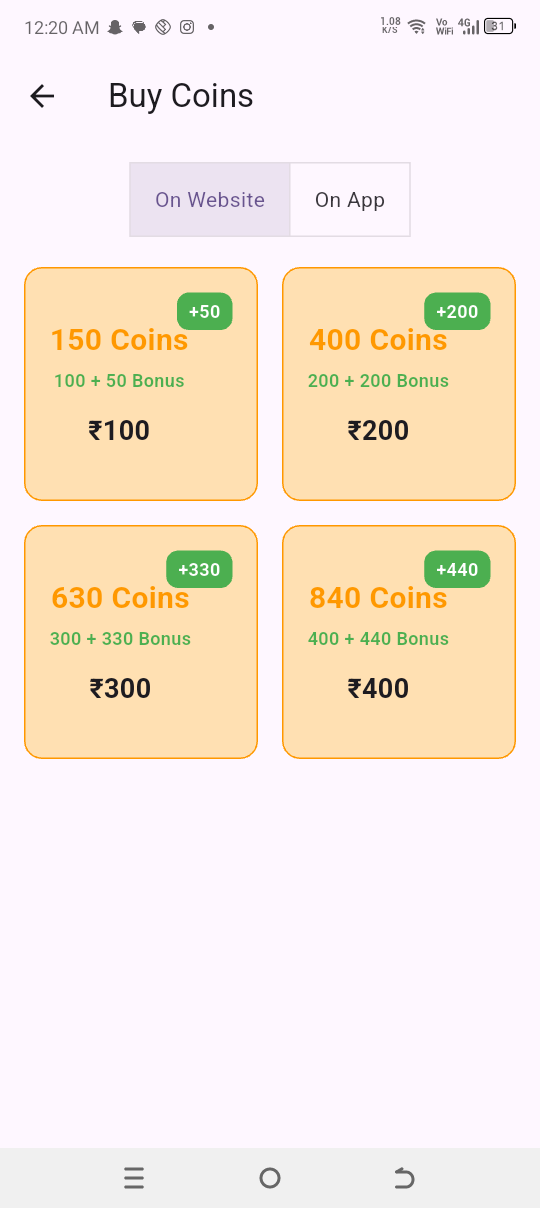 12:20 AM
1.08
K/S
Vo
WiFi
4G
31
Buy Coins
On Website
On App
+50
150 Coins
100 + 50 Bonus
₹100
+200
400 Coins
200 + 200 Bonus
₹200
+330
630 Coins
300 + 330 Bonus
₹300
+440
840 Coins
400 + 440 Bonus
₹400